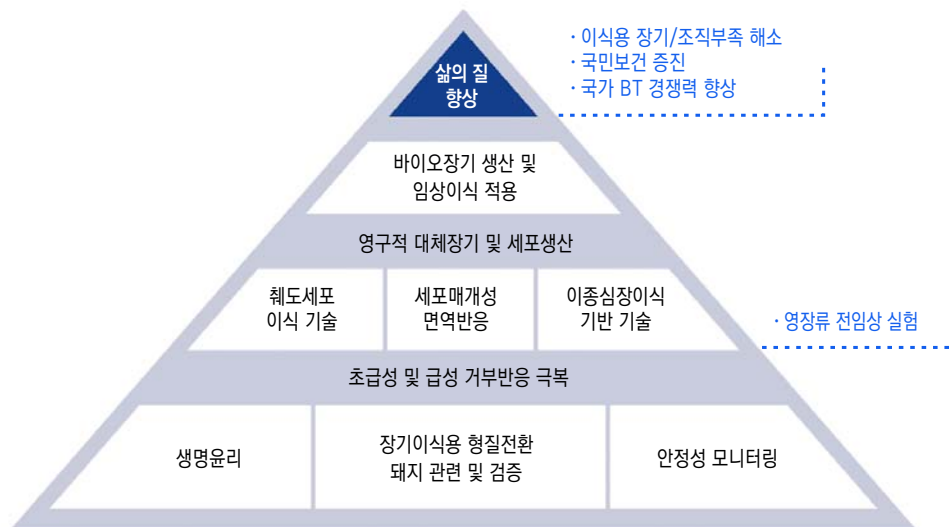 삶의 질
향상
· 이식용 장기/조직부족 해소
· 국민보건 증진
· 국가 BT 경쟁력 향상
바이오장기 생산 및
임상이식 적용
영구적 대체장기 및 세포생산
췌도세포
이식 기술
세포매개성
면역반응
이종심장이식
기반 기술
· 영장류 전임상 실험
초급성 및 급성 거부반응 극복
생명윤리
장기이식용 형질전환
돼지 관련 및 검증
안정성 모니터링